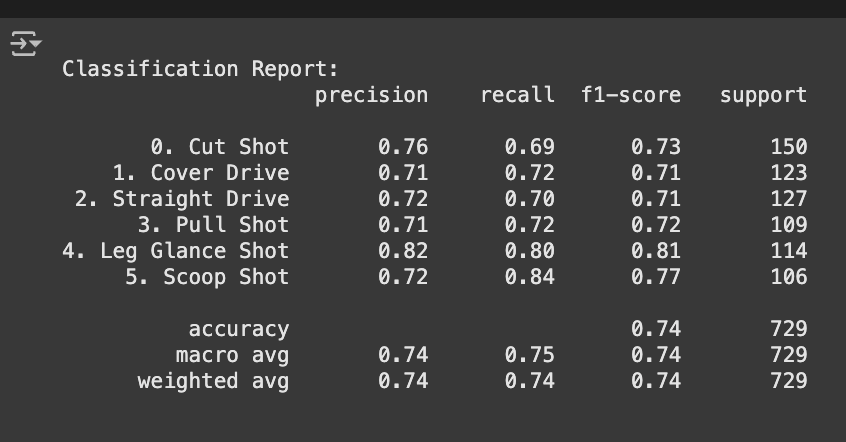 Classification Report:
precision recall f1-score support
0. Cut Shot 0.76 0.69 0.73 150
1. Cover Drive 0.71 0.72 0.71 123
2. Straight Drive 0.72 0.70 0.71 127
3. Pull Shot 0.71 0.72 0.72 109
4. Leg Glance Shot 0.82 0.80 0.81 114
5. Scoop Shot 0.72 0.84 0.77 106
accuracy 0.74 729
macro avg 0.74 0.75 0.74 729
weighted avg 0.74 0.74 0.74 729